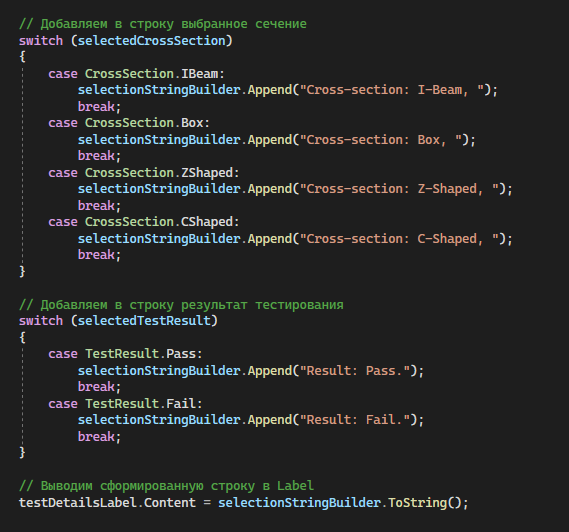 // Добавляем в строку выбранное сечение
switch (selectedCrossSection)
{
case CrossSection.IBeam:
selectionStringBuilder.Append("Cross-section: I-Beam, ");
break;
case CrossSection.Box:
selectionStringBuilder.Append("Cross-section: Box, ");
break;
case CrossSection.ZShaped:
selectionStringBuilder.Append("Cross-section: Z-Shaped, ");
break;
case CrossSection.CShaped:
selectionStringBuilder.Append("Cross-section: C-Shaped, ");
break;
}
// Добавляем в строку результат тестирования
switch (selectedTestResult)
{
case TestResult.Pass:
selectionStringBuilder.Append("Result: Pass.");
break;
case TestResult.Fail:
selectionStringBuilder.Append("Result: Fail.");
break;
}
// Выводим сформированную строку в Label
testDetailsLabel.Content = selectionStringBuilder.ToString();